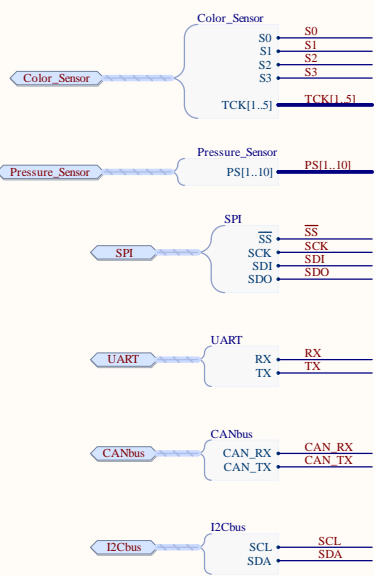 Color_Sensor
S0 S0
S1 S1
S2 S2
S3 S3
Color_Sensor
TCK[1..5] TCK[1..5]
Pressure_Sensor
Pressure_Sensor PS[1..10] PS[1..10]
SPI
SS SS
SPI SCK SCK
SDI SDI
SDO SDO
UART
UART RX RX
TX TX
CANbus
CANbus CAN_RX CAN_RX
CAN_TX CAN_TX
I2Cbus
I2Cbus SCL SCL
SDA SDA